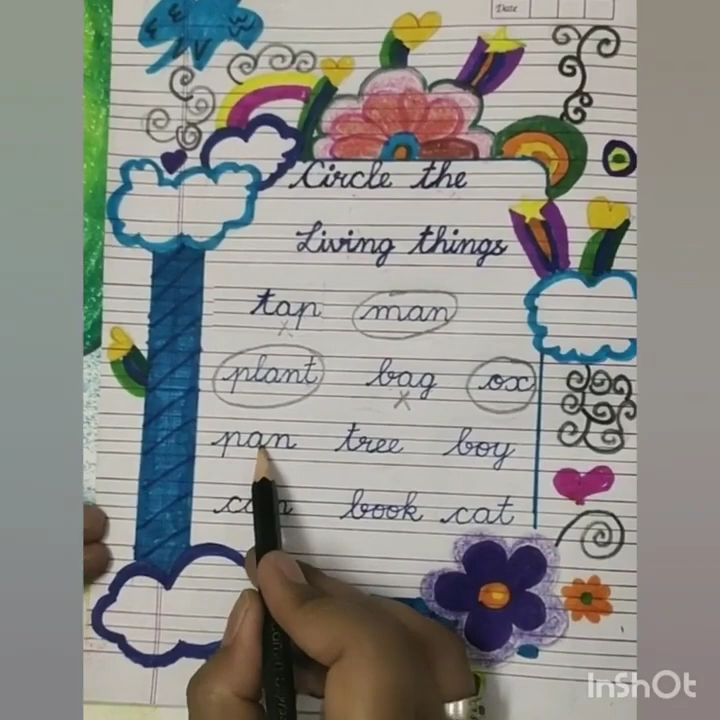 Date
Circle the
Living things
tap man
plant bag ox
pan tree boy
book cat
InShOt